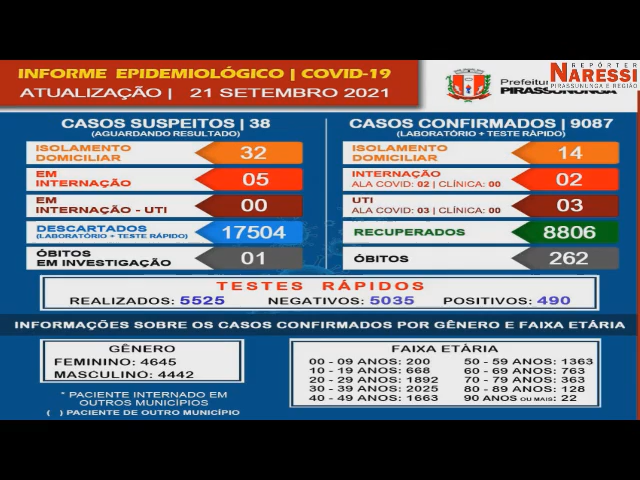 INFORME EPIDEMIOLÓGICO | COVID-19
ATUALIZAÇÃO | 21 SETEMBRO 2021
Prefeitur
PIRASSUNUNGA
REPÓRTER
NARESSI
PIRASSUNUNGA E REGIÃO
CASOS SUSPEITOS | 38
(AGUARDANDO RESULTADO)
ISOLAMENTO
DOMICILIAR
32
EM
INTERNAÇÃO
05
EM
INTERNAÇÃO - UTI
00
DESCARTADOS
(LABORATÓRIO + TESTE RÁPIDO)
17504
ÓBITOS
EM INVESTIGAÇÃO
01
CASOS CONFIRMADOS | 9087
(LABORATÓRIO + TESTE RÁPIDO)
ISOLAMENTO
DOMICILIAR
14
INTERNAÇÃO
ALA COVID: 02 | CLÍNICA: 00
02
UTI
ALA COVID: 03 | CLÍNICA: 00
03
RECUPERADOS
8806
ÓBITOS
262
TESTES RÁPIDOS
REALIZADOS: 5525 NEGATIVOS: 5035 POSITIVOS: 490
INFORMAÇÕES SOBRE OS CASOS CONFIRMADOS POR GÊNERO E FAIXA ETÁRIA
GÊNERO
FEMININO: 4645
MASCULINO: 4442
* PACIENTE INTERNADO EM
OUTROS MUNICÍPIOS
( ) PACIENTE DE OUTRO MUNICÍPIO
FAIXA ETÁRIA
00 - 09 ANOS: 200
10 - 19 ANOS: 668
20 - 29 ANOS: 1892
30 - 39 ANOS: 2025
40 - 49 ANOS: 1663
50 - 59 ANOS: 1363
60 - 69 ANOS: 763
70 - 79 ANOS: 363
80 - 89 ANOS: 128
90 ANOS OU MAIS: 22